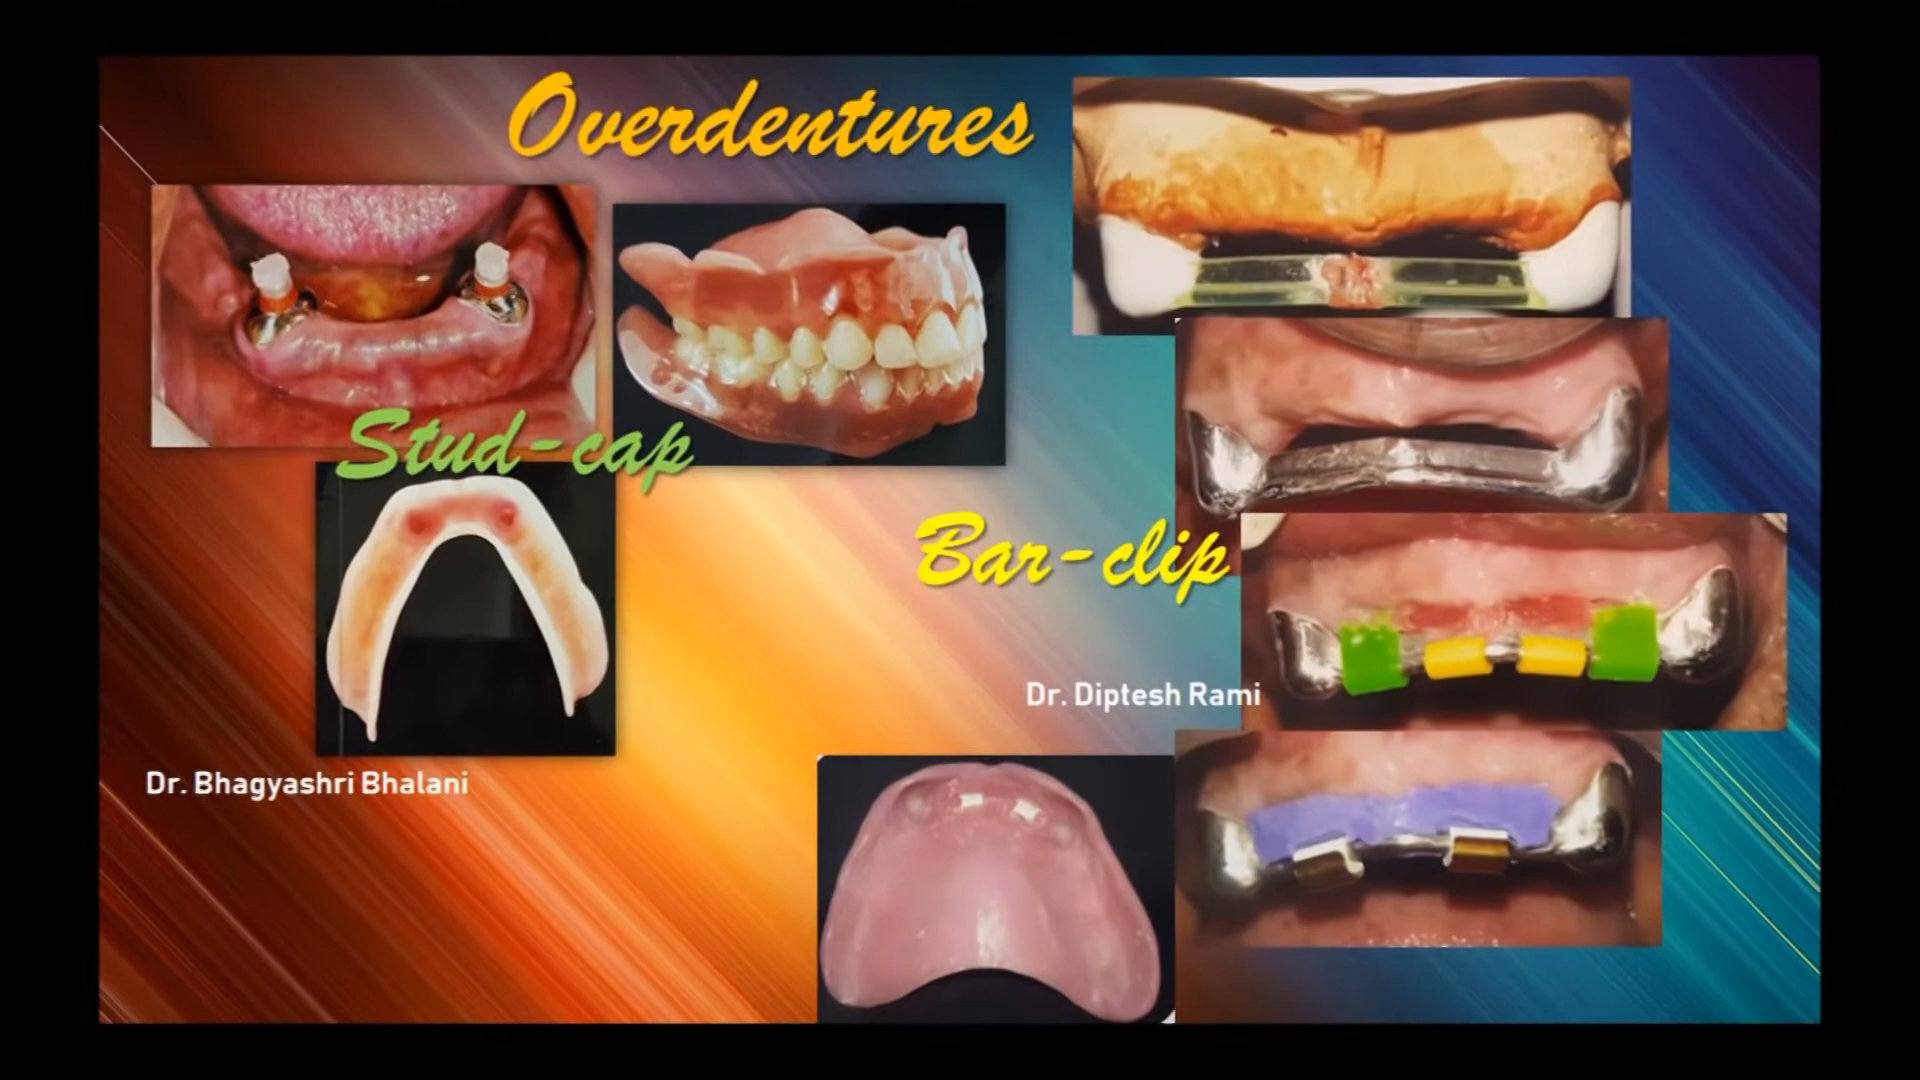 Overdentures
Stud-cap
Bar-clip
Dr. Diptesh Rami
Dr. Bhagyashri Bhalani